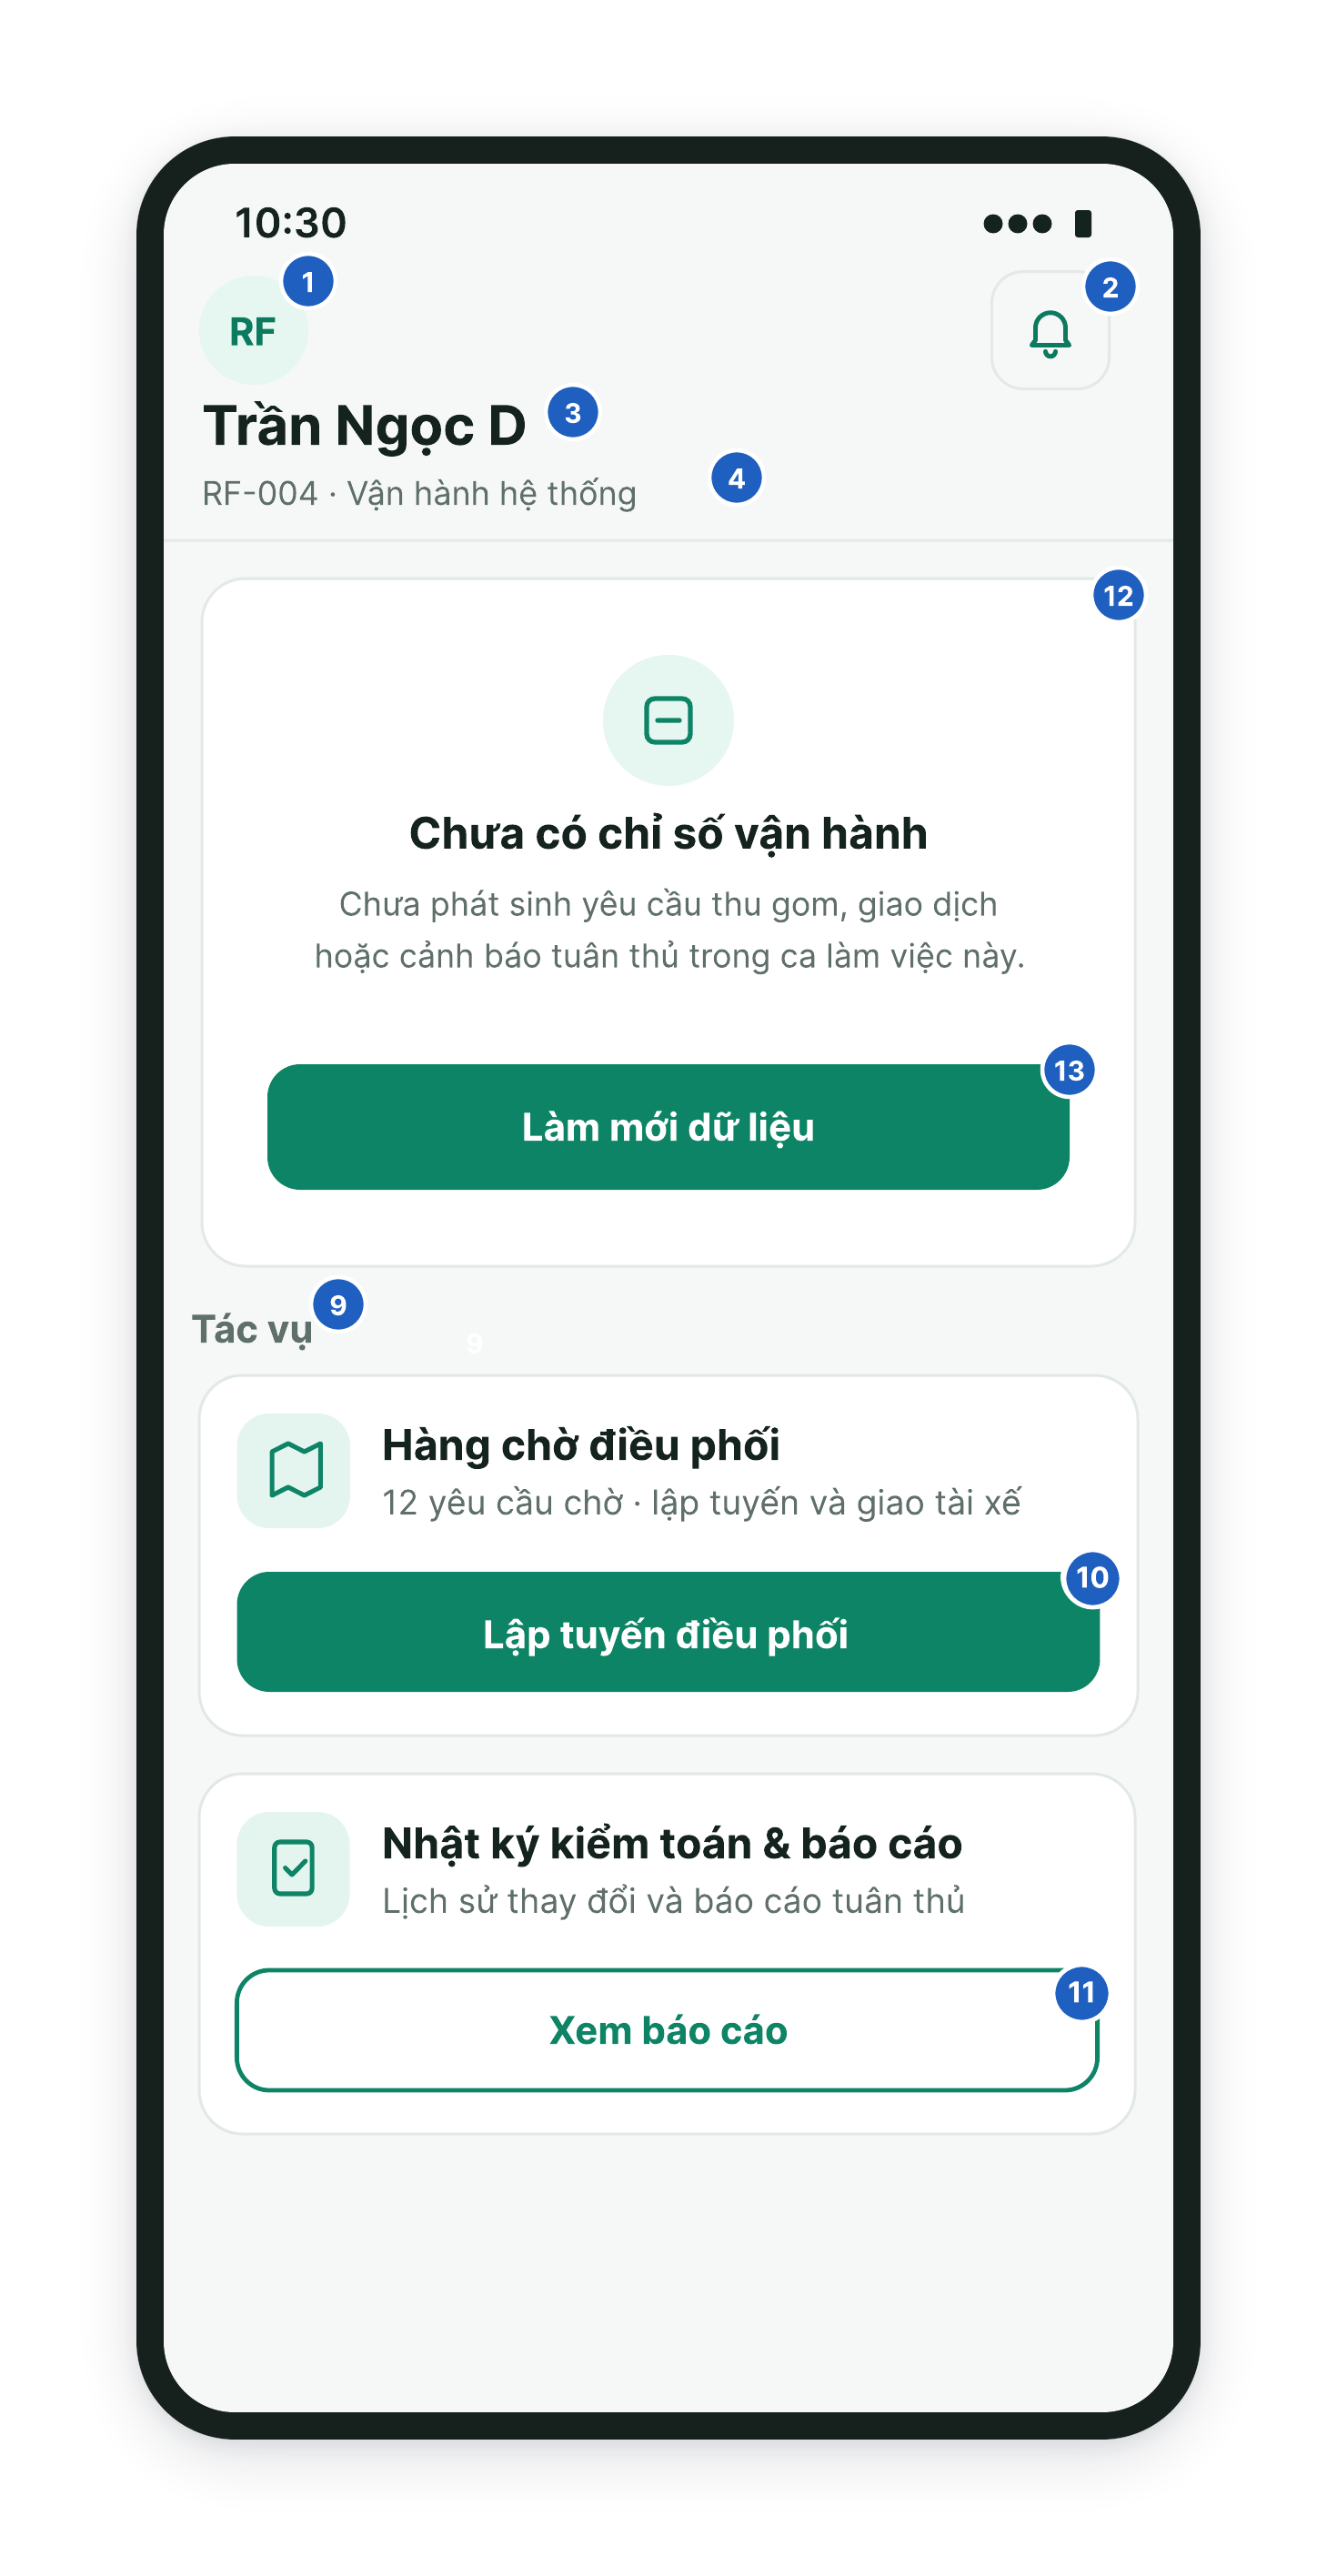 10:30
1
2
RF
Trần Ngọc D
3
RF-004 · Vận hành hệ thống
4
12
Chưa có chỉ số vận hành
Chưa phát sinh yêu cầu thu gom, giao dịch
hoặc cảnh báo tuân thủ trong ca làm việc này.
13
Làm mới dữ liệu
9
Tác vụ
9
Hàng chờ điều phối
12 yêu cầu chờ · lập tuyến và giao tài xế
10
Lập tuyến điều phối
Nhật ký kiểm toán & báo cáo
Lịch sử thay đổi và báo cáo tuân thủ
11
Xem báo cáo